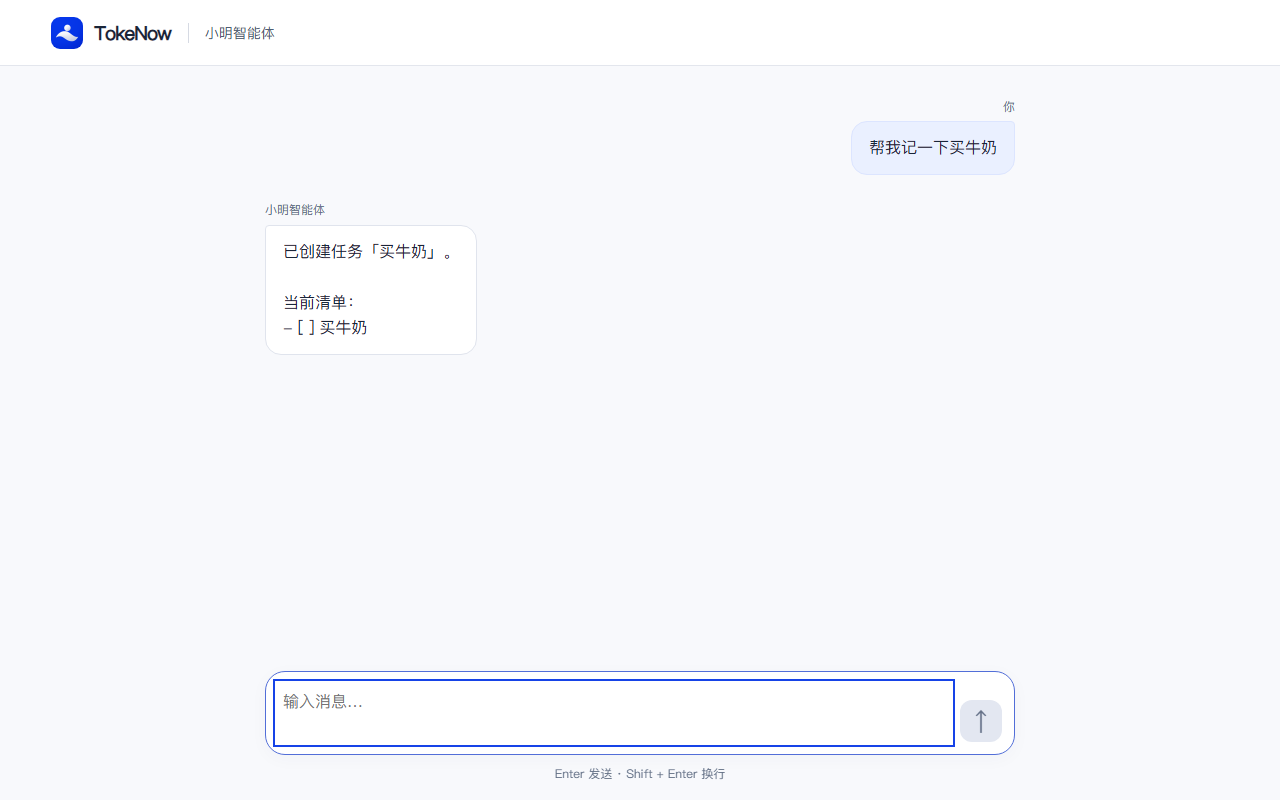 TokeNow
小明智能体
你
帮我记一下买牛奶
小明智能体
已创建任务「买牛奶」。
当前清单：
– [ ] 买牛奶
输入消息…
Enter 发送 · Shift + Enter 换行